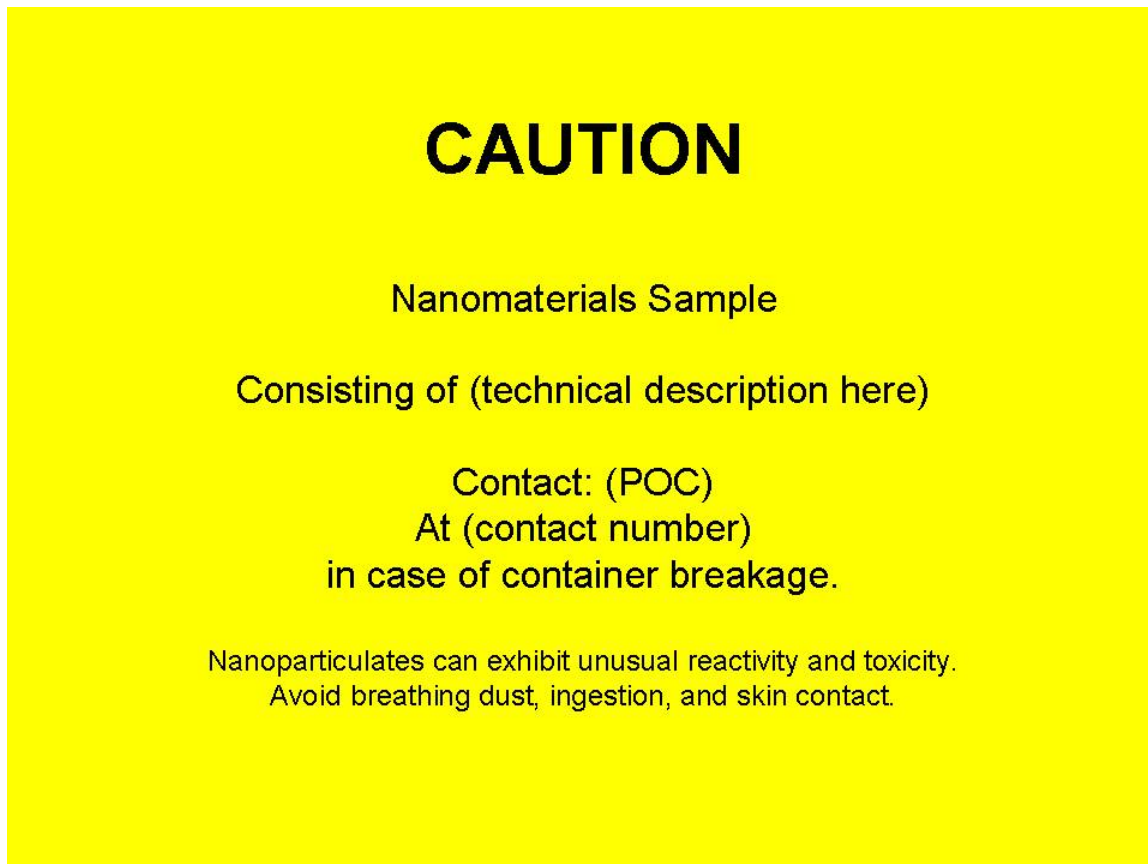 CAUTION
Nanomaterials Sample
Consisting of (technical description here)
Contact: (POC)
At (contact number)
in case of container breakage.
Nanoparticulates can exhibit unusual reactivity and toxicity.
Avoid breathing dust, ingestion, and skin contact.